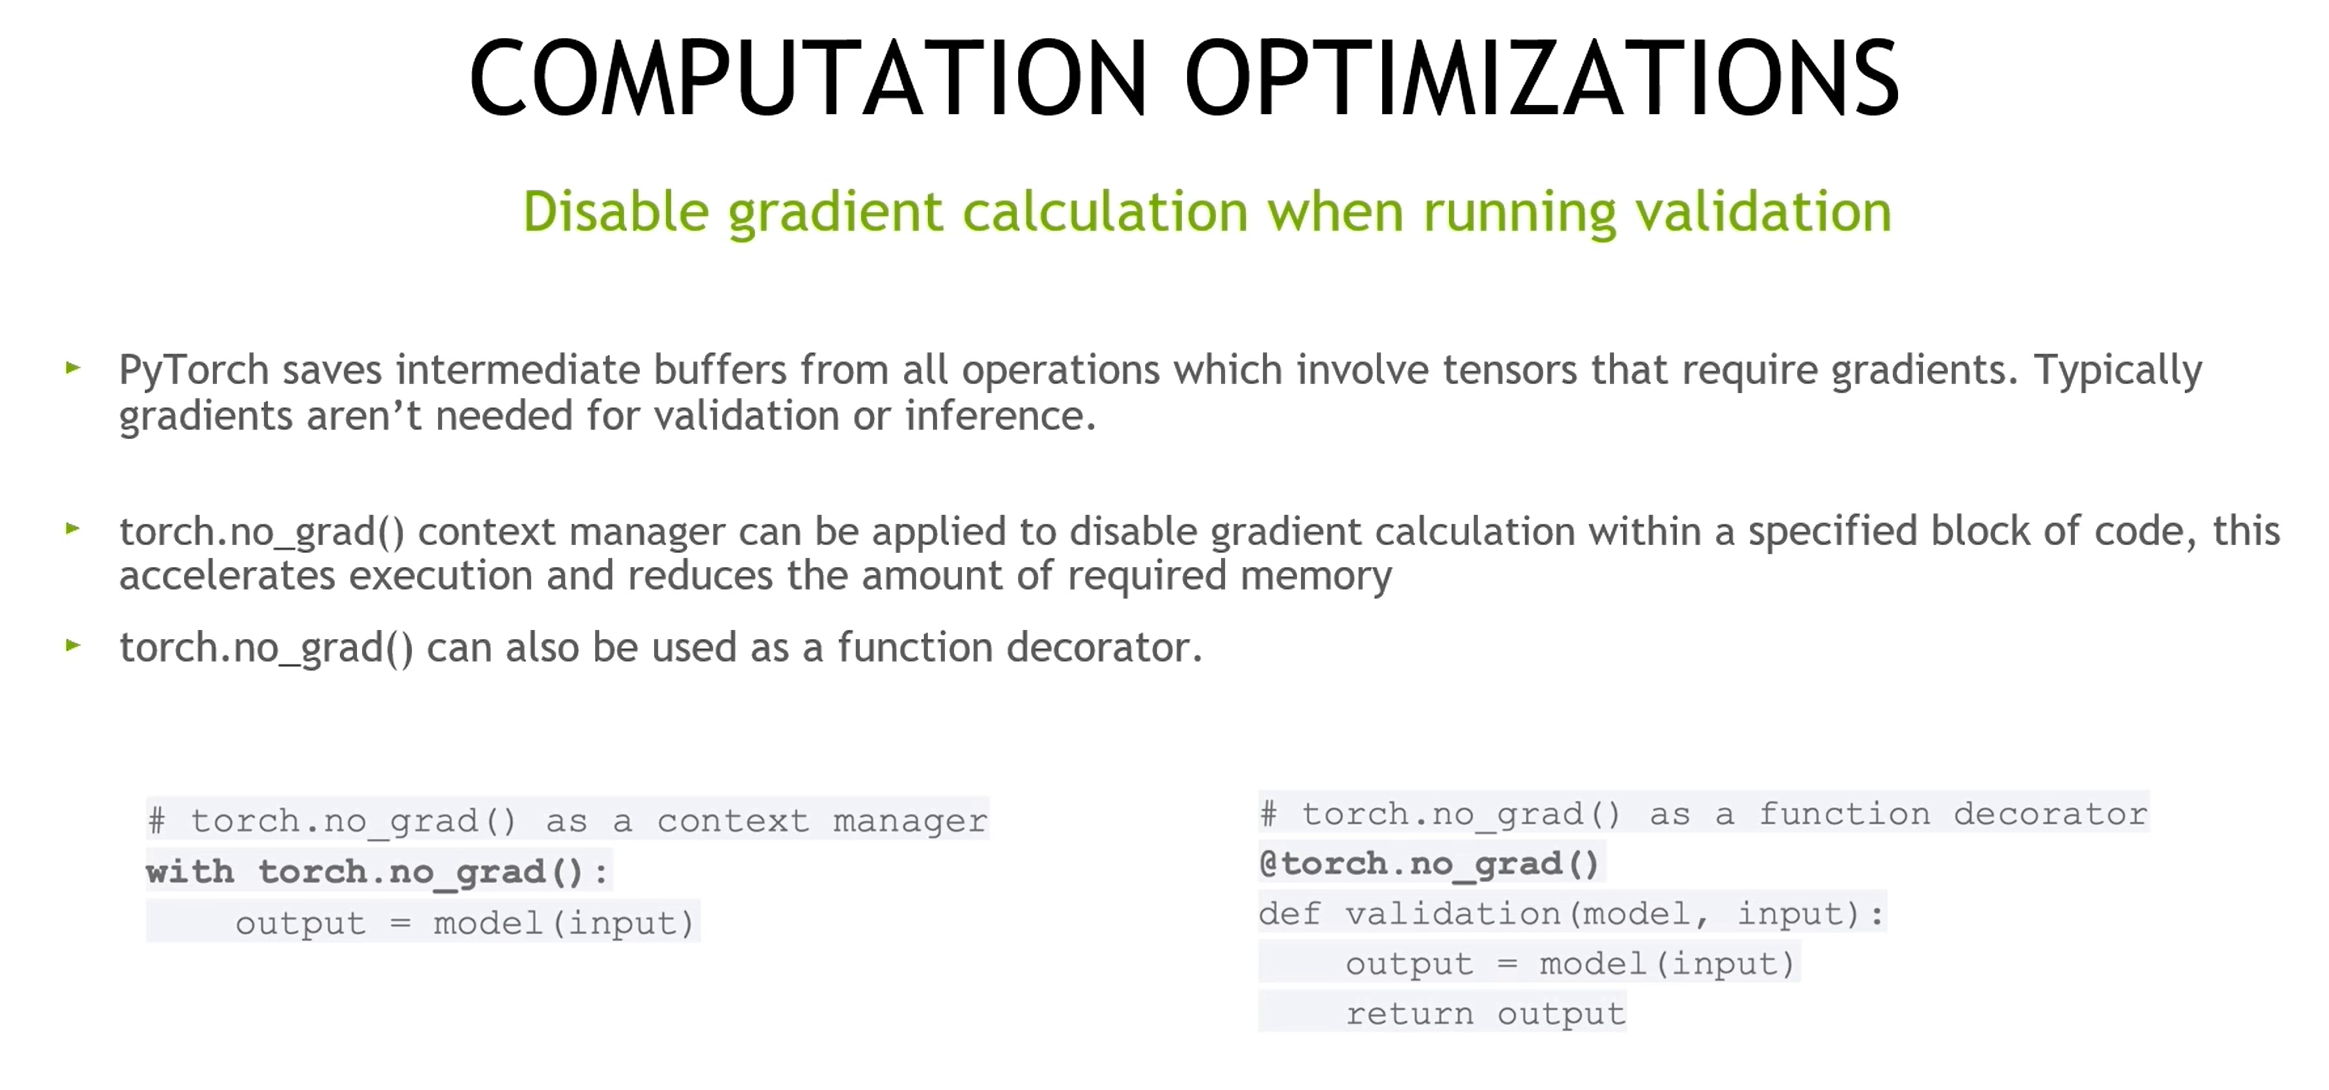 COMPUTATION OPTIMIZATIONS
Disable gradient calculation when running validation
► PyTorch saves intermediate buffers from all operations which involve tensors that require gradients. Typically
gradients aren’t needed for validation or inference.
► torch.no_grad() context manager can be applied to disable gradient calculation within a specified block of code, this
accelerates execution and reduces the amount of required memory
► torch.no_grad() can also be used as a function decorator.
# torch.no_grad() as a context manager
with torch.no_grad():
    output = model(input)
# torch.no_grad() as a function decorator
@torch.no_grad()
def validation(model, input):
    output = model(input)
    return output